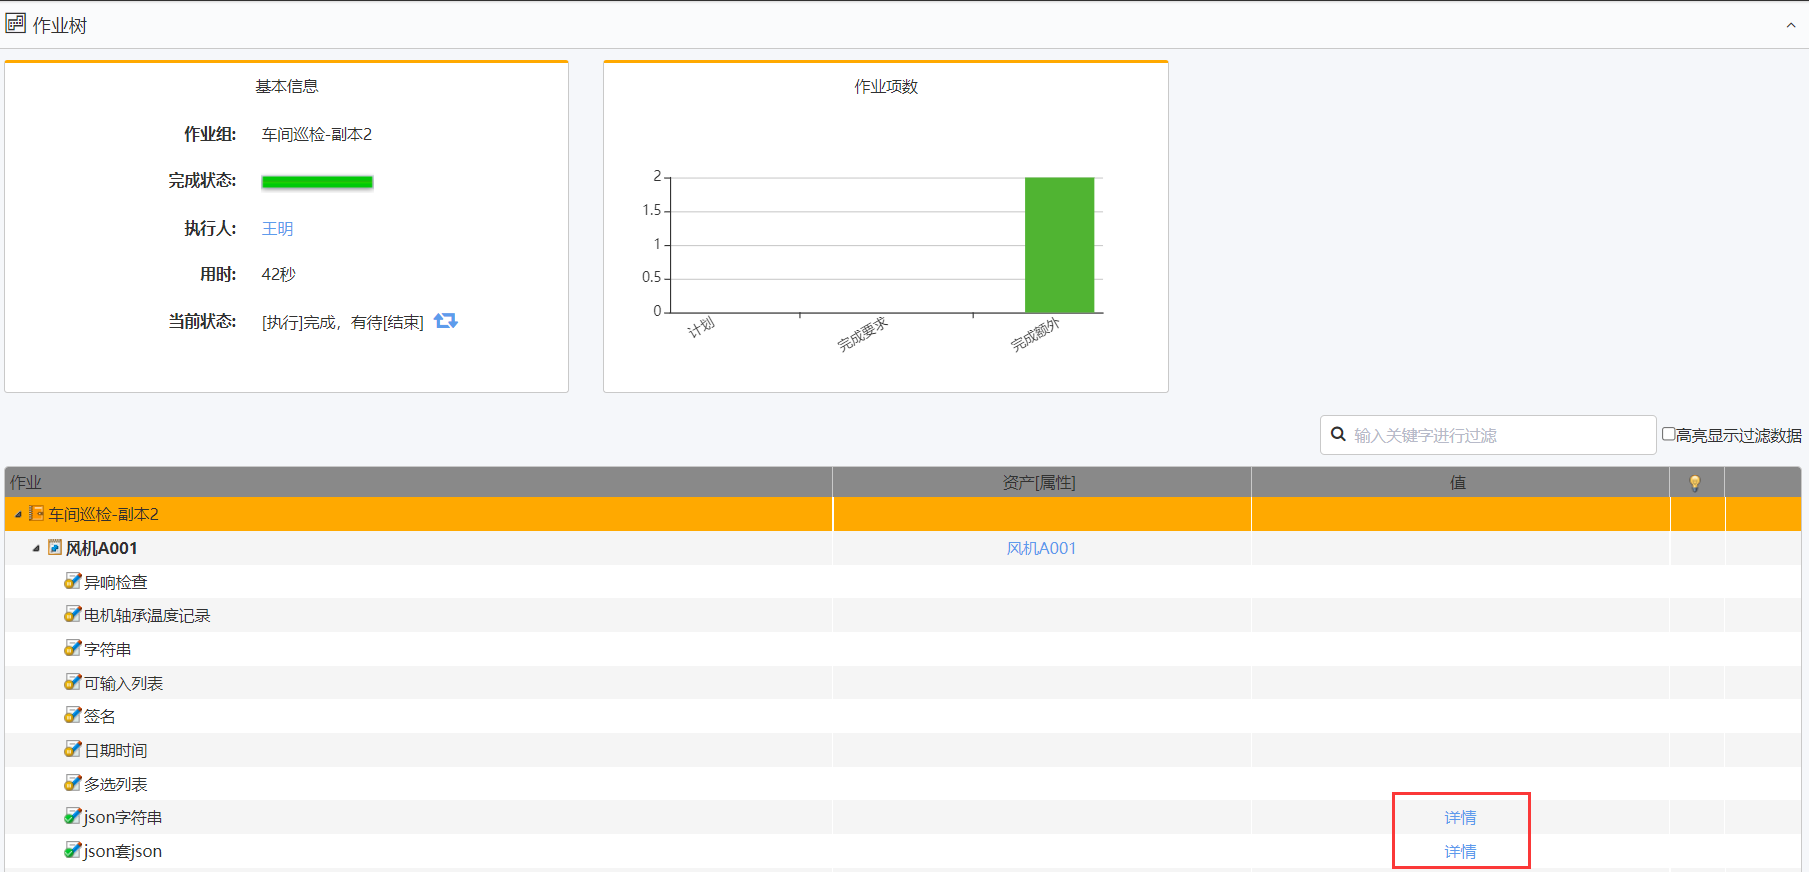 作业树
基本信息
作业组: 车间巡检-副本2
完成状态:
执行人: 王明
用时: 42秒
当前状态: [执行]完成，有待[结束]
作业项数
2
1.5
1
0.5
0
计划
完成要求
完成额外
输入关键字进行过滤
高亮显示过滤数据
作业 资产[属性] 值
车间巡检-副本2
风机A001 风机A001
异响检查
电机轴承温度记录
字符串
可输入列表
签名
日期时间
多选列表
json字符串 详情
json套json 详情